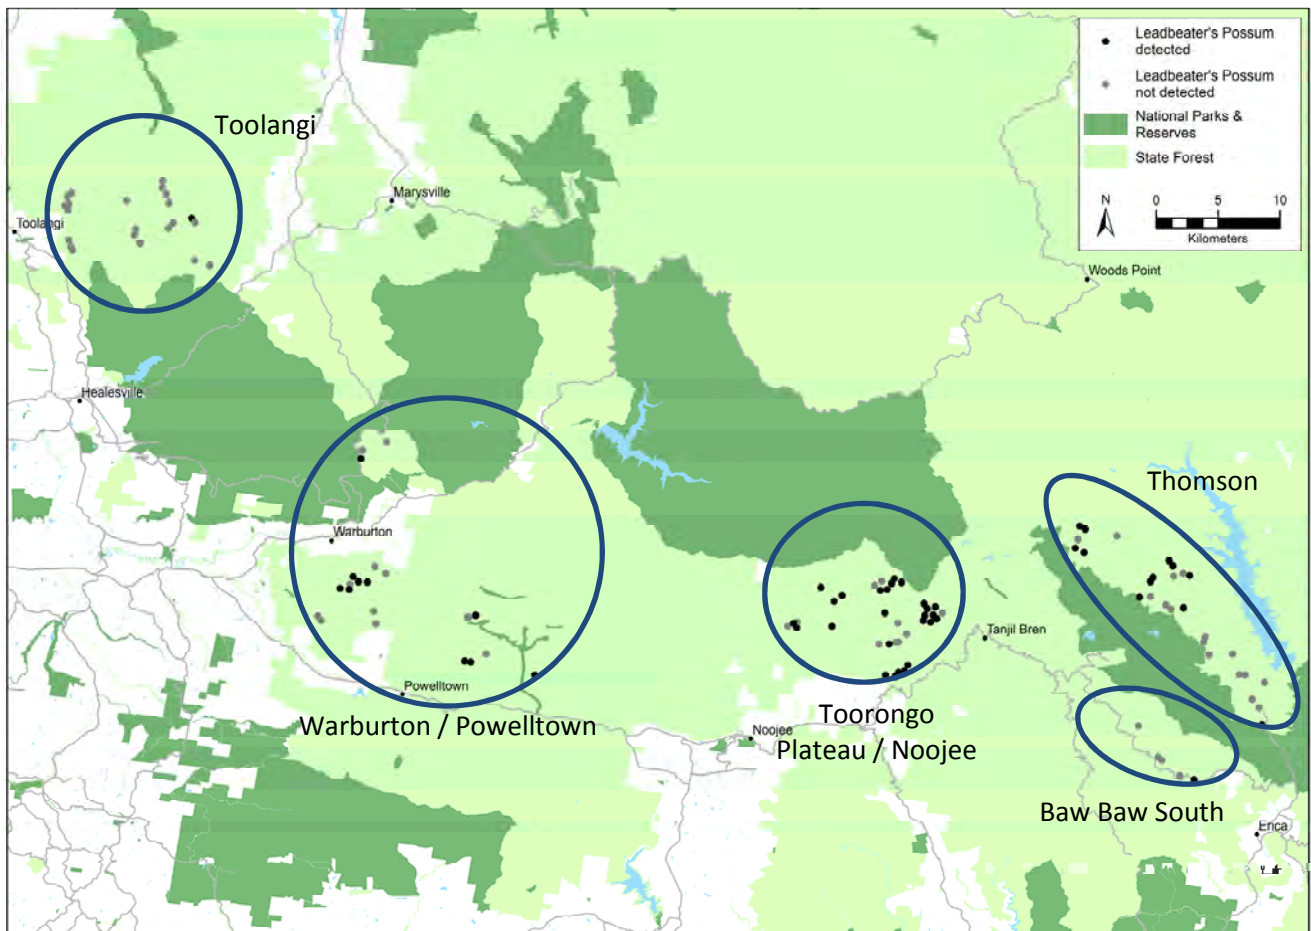 Leadbeater's Possum
detected
Leadbeater's Possum
not detected
National Parks &
Reserves
State Forest
N
0 5 10
Kilometers
Toolangi
Marysville
Toolangi
Woods Point
Healesville
Thomson
Warburton
Tanjil Bren
Powelltown
Warburton / Powelltown
Toorongo
Plateau / Noojee
Noojee
Baw Baw South
Erica